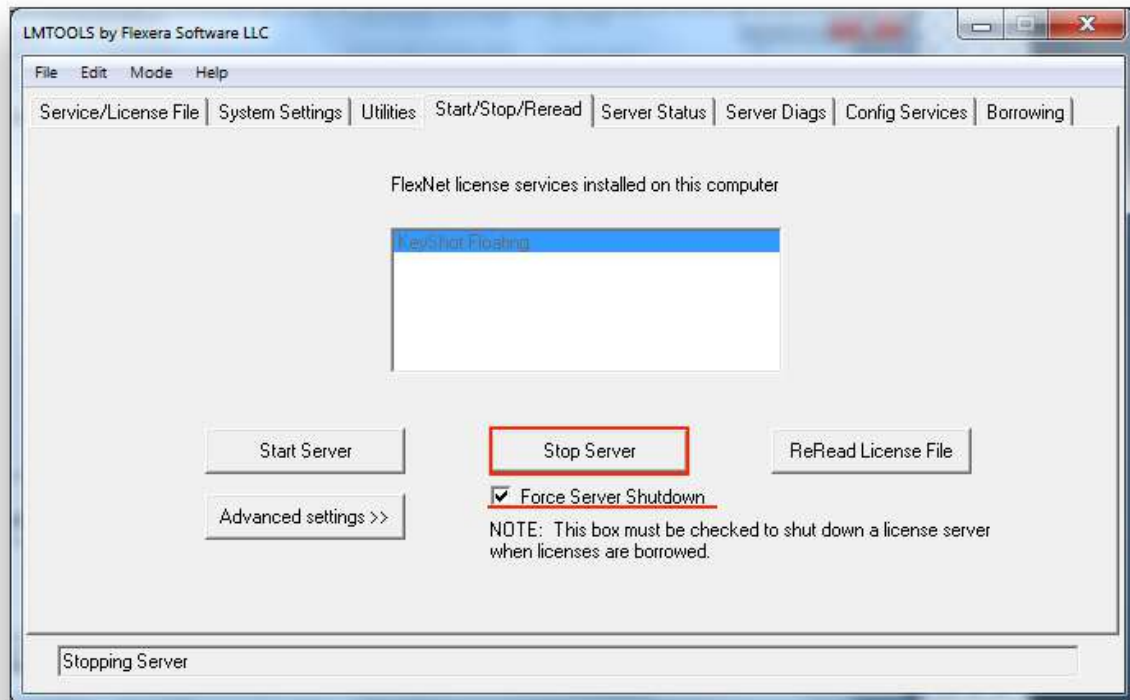 LMTOOLS by Flexera Software LLC
File Edit Mode Help
Service/License File System Settings Utilities Start/Stop/Reread Server Status Server Diags Config Services Borrowing
FlexNet license services installed on this computer
KeyShot Floating
Start Server Stop Server ReRead License File
Force Server Shutdown
Advanced settings >>
NOTE: This box must be checked to shut down a license server
when licenses are borrowed.
Stopping Server